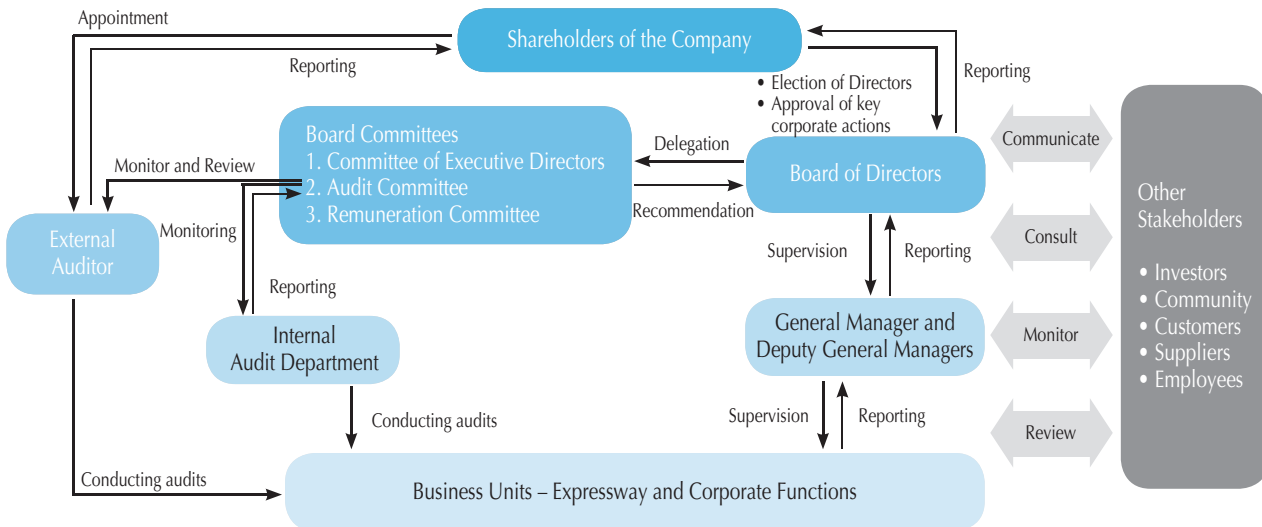 Appointment
Shareholders of the Company
Reporting
Reporting
• Election of Directors
• Approval of key
corporate actions
Board Committees
1. Committee of Executive Directors
2. Audit Committee
3. Remuneration Committee
Delegation
Communicate
Monitor and Review
Board of Directors
Recommendation
Monitoring
External
Auditor
Other
Stakeholders
• Investors
• Community
• Customers
• Suppliers
• Employees
Consult
Supervision
Reporting
Reporting
Internal
Audit Department
General Manager and
Deputy General Managers
Monitor
Conducting audits
Supervision
Reporting
Review
Conducting audits
Business Units – Expressway and Corporate Functions